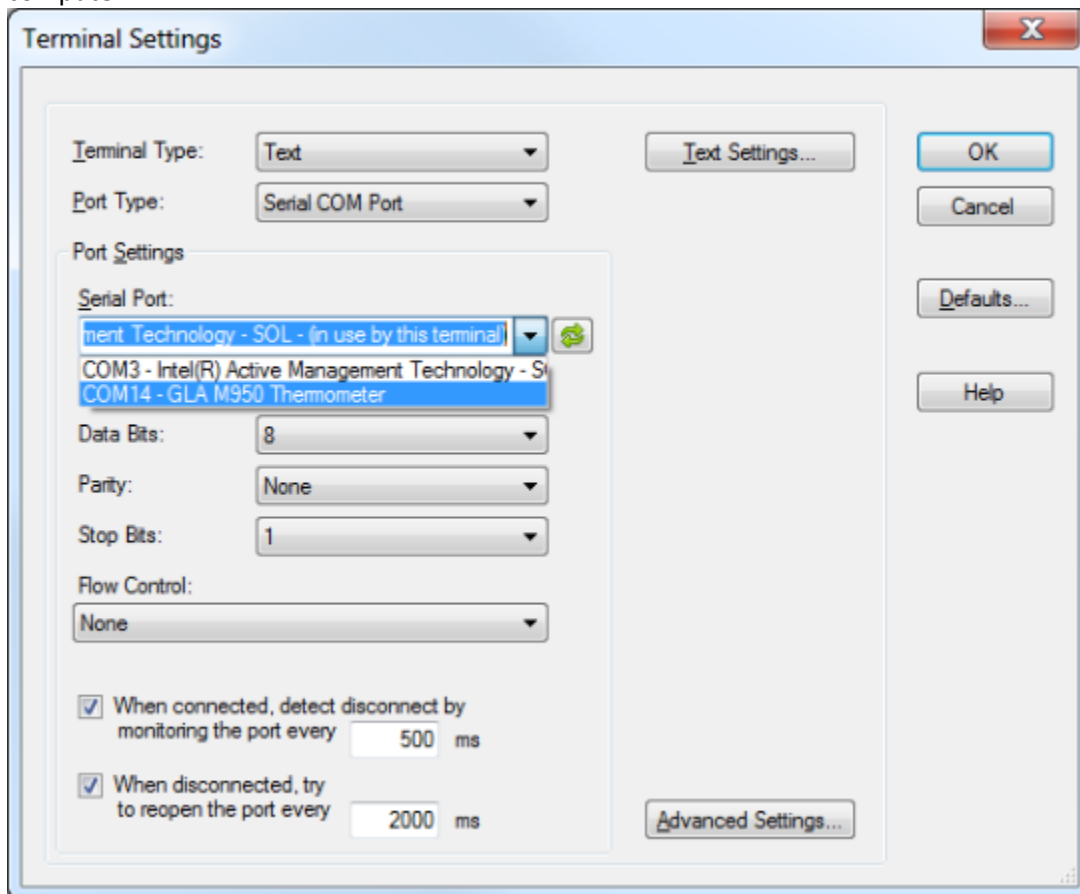 Terminal Settings
Terminal Type:
Text
Text Settings...
OK
Port Type:
Serial COM Port
Cancel
Port Settings
Serial Port:
Defaults...
ment Technology - SOL - (in use by this terminal)
COM3 - Intel(R) Active Management Technology - S
COM14 - GLA M950 Thermometer
Help
Data Bits:
8
Parity:
None
Stop Bits:
1
Flow Control:
None
When connected, detect disconnect by
monitoring the port every 500 ms
When disconnected, try
to reopen the port every 2000 ms
Advanced Settings...